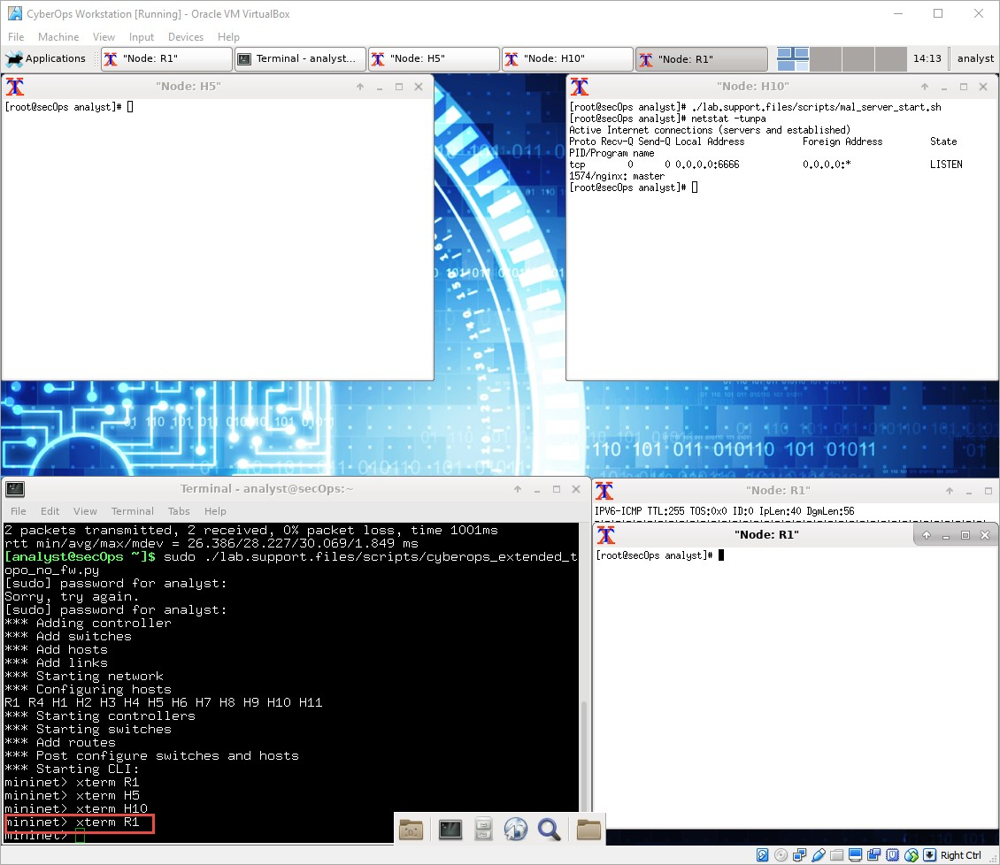 CyberOps Workstation [Running] - Oracle VM VirtualBox
File Machine View Input Devices Help
Applications "Node: R1" Terminal - analyst... "Node: H5" "Node: H10" "Node: R1" 14:13 analyst
"Node: H5"
[root@secOps analyst]#
"Node: H10"
[root@secOps analyst]# ./lab.support.files/scripts/mal_server_start.sh
[root@secOps analyst]# netstat -tunpa
Active Internet connections (servers and established)
Proto Recv-Q Send-Q Local Address Foreign Address State
PID/Program name
tcp 0 0 0.0.0.0:6666 0.0.0.0:* LISTEN
1574/nginx: master
[root@secOps analyst]#
Terminal - analyst@secOps:~
File Edit View Terminal Tabs Help
2 packets transmitted, 2 received, 0% packet loss, time 1001ms
rtt min/avg/max/mdev = 26.386/28.227/30.069/1.849 ms
[analyst@secOps ~]$ sudo ./lab.support.files/scripts/cyberops_extended_t
opo_no_fw.py
[sudo] password for analyst:
Sorry, try again.
[sudo] password for analyst:
*** Adding controller
*** Add switches
*** Add hosts
*** Add links
*** Starting network
*** Configuring hosts
R1 R4 H1 H2 H3 H4 H5 H6 H7 H8 H9 H10 H11
*** Starting controllers
*** Starting switches
*** Add routes
*** Post configure switches and hosts
*** Starting CLI:
mininet> xterm R1
mininet> xterm H5
mininet> xterm H10
mininet> xterm R1
mininet>
"Node: R1"
IPV6-ICMP TTL:255 TOS:0x0 ID:0 IpLen:40 DgmLen:56
"Node: R1"
[root@secOps analyst]#
Right Ctrl